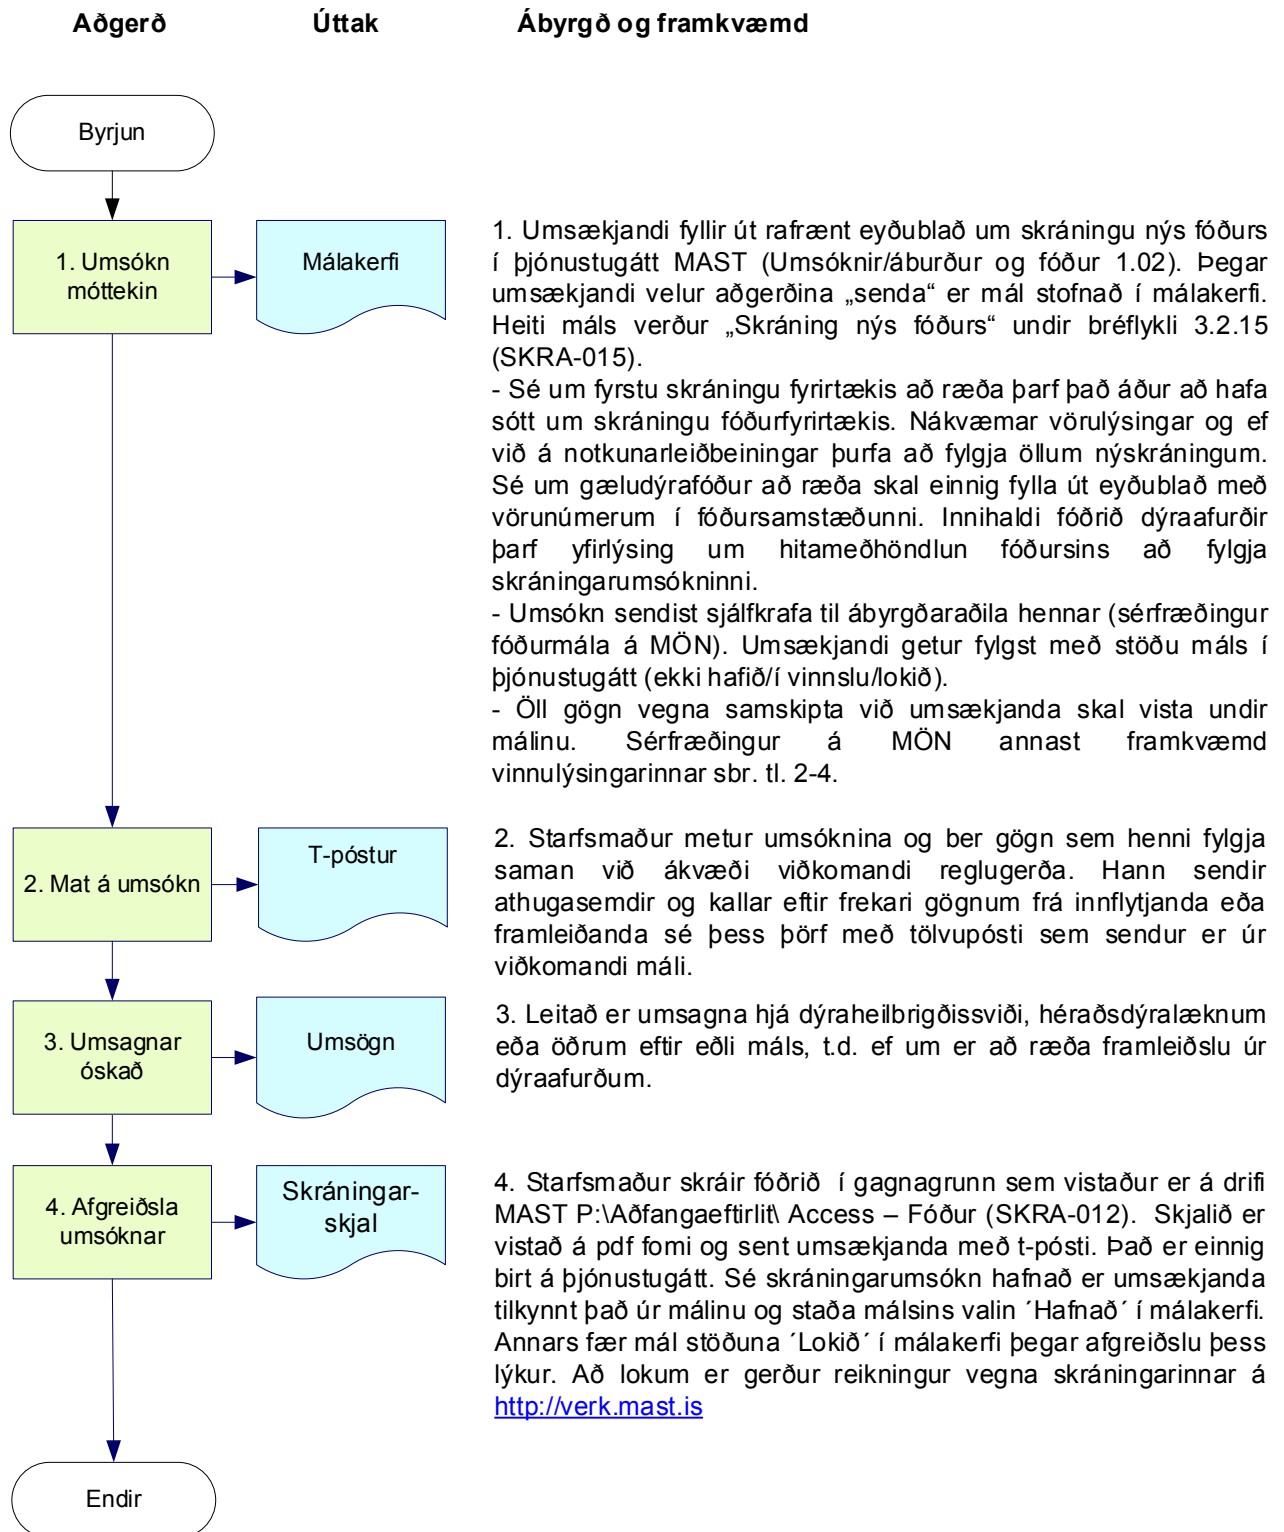 Aðgerð Úttak Ábyrgð og framkvæmd
Byrjun
1. Umsókn
móttekin
Málakerfi
1. Umsækjandi fyllir út rafrænt eyðublað um skráningu nýs fóðurs
í þjónustugátt MAST (Umsóknir/áburður og fóður 1.02). Þegar
umsækjandi velur aðgerðina „senda“ er mál stofnað í málakerfi.
Heiti máls verður „Skráning nýs fóðurs“ undir bréflykli 3.2.15
(SKRA-015).
- Sé um fyrstu skráningu fyrirtækis að ræða þarf það áður að hafa
sótt um skráningu fóðurfyrirtækis. Nákvæmar vörulýsingar og ef
við á notkunarleiðbeiningar þurfa að fylgja öllum nýskráningum.
Sé um gæludýrafóður að ræða skal einnig fylla út eyðublað með
vörunúmerum í fóðursamstæðunni. Innihaldi fóðrið dýraafurðir
þarf yfirlýsing um hitameðhöndlun fóðursins að fylgja
skráningarumsókninni.
- Umsókn sendist sjálfkrafa til ábyrgðaraðila hennar (sérfræðingur
fóðurmála á MÖN). Umsækjandi getur fylgst með stöðu máls í
þjónustugátt (ekki hafið/í vinnslu/lokið).
- Öll gögn vegna samskipta við umsækjanda skal vista undir
málinu. Sérfræðingur á MÖN annast framkvæmd
vinnulýsingarinnar sbr. tl. 2-4.
2. Mat á umsókn
T-póstur
2. Starfsmaður metur umsóknina og ber gögn sem henni fylgja
saman við ákvæði viðkomandi reglugerða. Hann sendir
athugasemdir og kallar eftir frekari gögnum frá innflytjanda eða
framleiðanda sé þess þörf með tölvupósti sem sendur er úr
viðkomandi máli.
3. Umsagnar
óskað
Umsögn
3. Leitað er umsagna hjá dýraheilbrigðissviði, héraðsdýralæknum
eða öðrum eftir eðli máls, t.d. ef um er að ræða framleiðslu úr
dýraafurðum.
4. Afgreiðsla
umsóknar
Skráningar-
skjal
4. Starfsmaður skráir fóðrið í gagnagrunn sem vistaður er á drifi
MAST P:\Aðfangaeftirlit\ Access – Fóður (SKRA-012). Skjalið er
vistað á pdf fomi og sent umsækjanda með t-pósti. Það er einnig
birt á þjónustugátt. Sé skráningarumsókn hafnað er umsækjanda
tilkynnt það úr málinu og staða málsins valin ´Hafnað´ í málakerfi.
Annars fær mál stöðuna ´Lokið´ í málakerfi þegar afgreiðslu þess
lýkur. Að lokum er gerður reikningur vegna skráningarinnar á
http://verk.mast.is
Endir